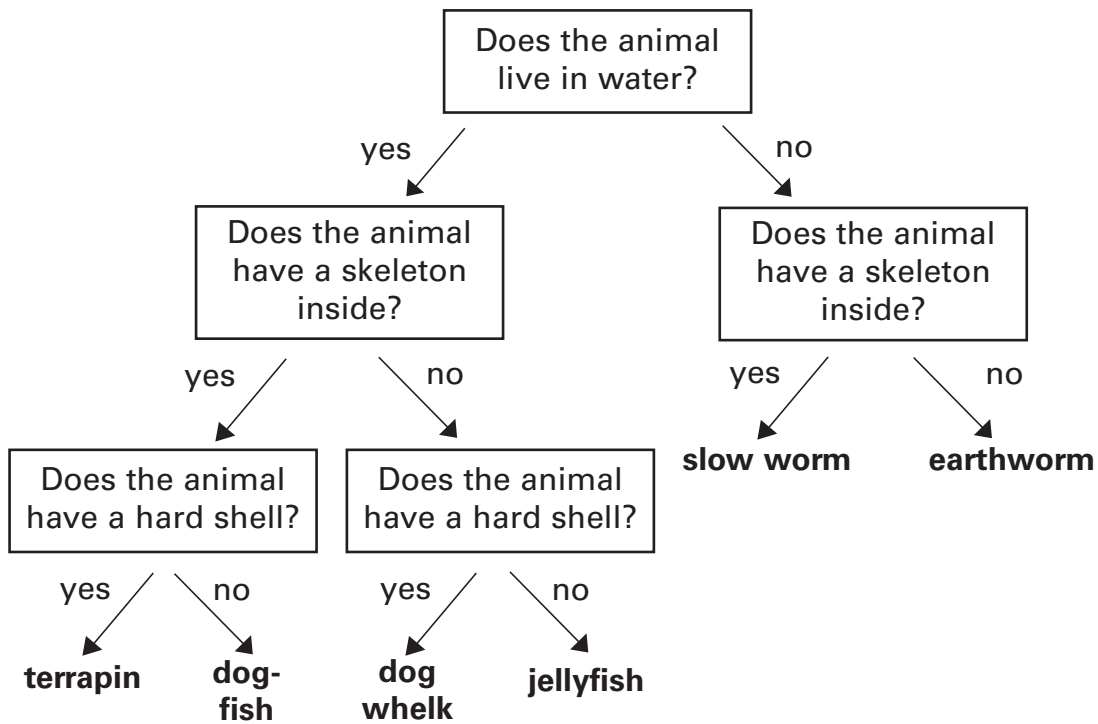 Does the animal
live in water?
yes
no
Does the animal
have a skeleton
inside?
Does the animal
have a skeleton
inside?
yes
no
yes
no
Does the animal
have a hard shell?
Does the animal
have a hard shell?
slow worm
earthworm
yes
no
yes
no
terrapin
dog-
fish
dog
whelk
jellyfish